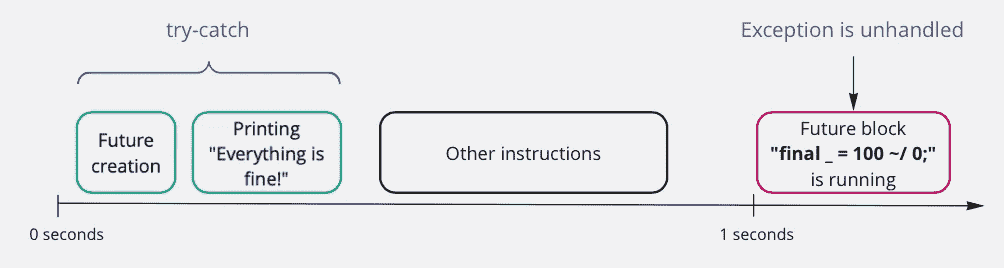 try-catch
Exception is unhandled
Future
creation
Printing
"Everything is
fine!"
Other instructions
Future block
"final _ = 100 ~/ 0;"
is running
0 seconds
1 seconds